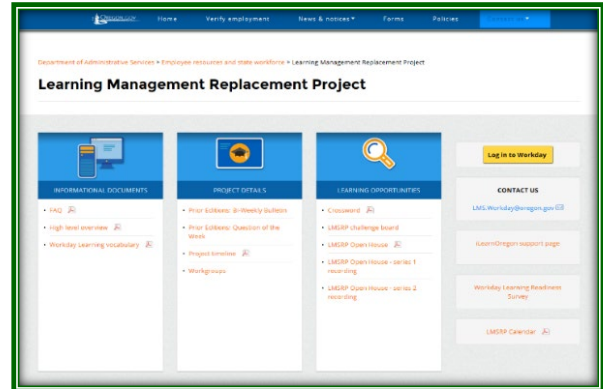 OREGON.GOV
Home
Verify employment
News & notices
Forms
Policies
Contact us
Department of Administrative Services • Employee resources and state workforce • Learning Management Replacement Project
Learning Management Replacement Project
INFORMATIONAL DOCUMENTS
• FAQ
• High level overview
• Workday Learning vocabulary
PROJECT DETAILS
• Prior Editions: Bi-Weekly Bulletin
• Prior Editions: Question of the
Week
• Project timeline
• Workgroups
LEARNING OPPORTUNITIES
• Crossword
• LMSRP challenge board
• LMSRP Open House
• LMSRP Open House - series 1
recording
• LMSRP Open House - series 2
recording
Log in to Workday
CONTACT US
LMS.Workday@oregon.gov
iLearnOregon support page
Workday Learning Readiness
Survey
LMSRP Calendar